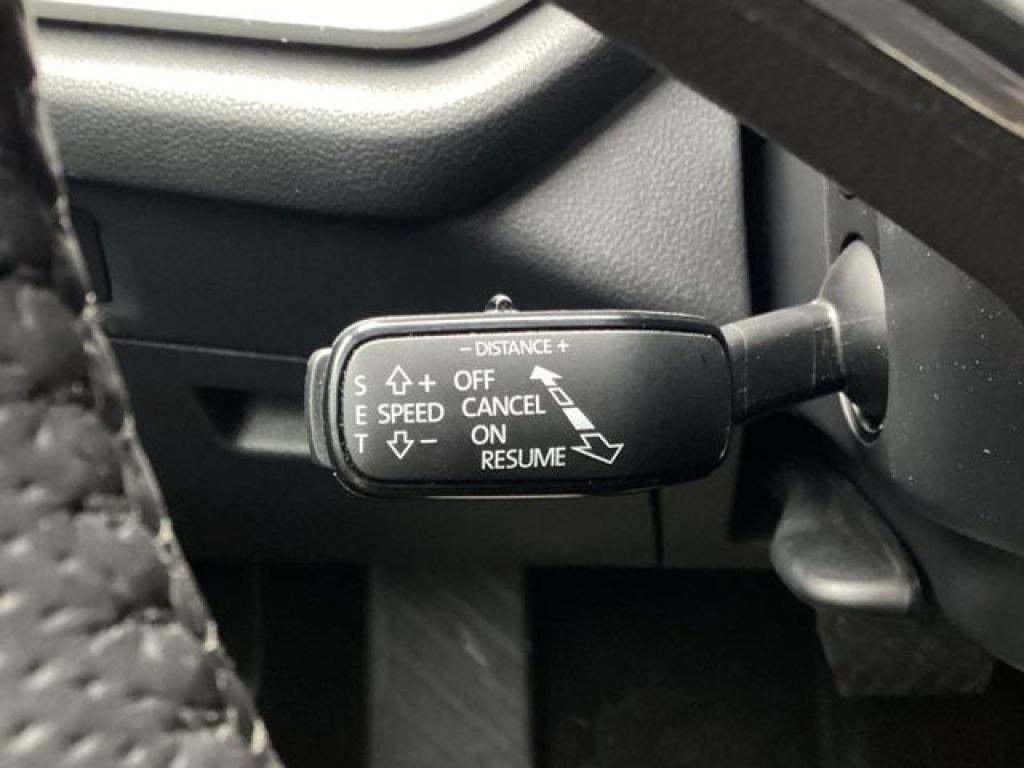 - DISTANCE +
S + OFF
E SPEED CANCEL
T - ON
RESUME